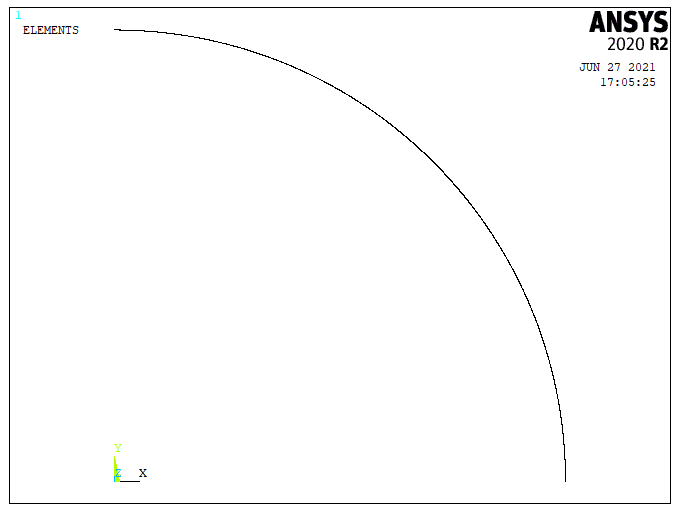 1
ELEMENTS
ANSYS
2020 R2
JUN 27 2021
17:05:25
Y
Z
X